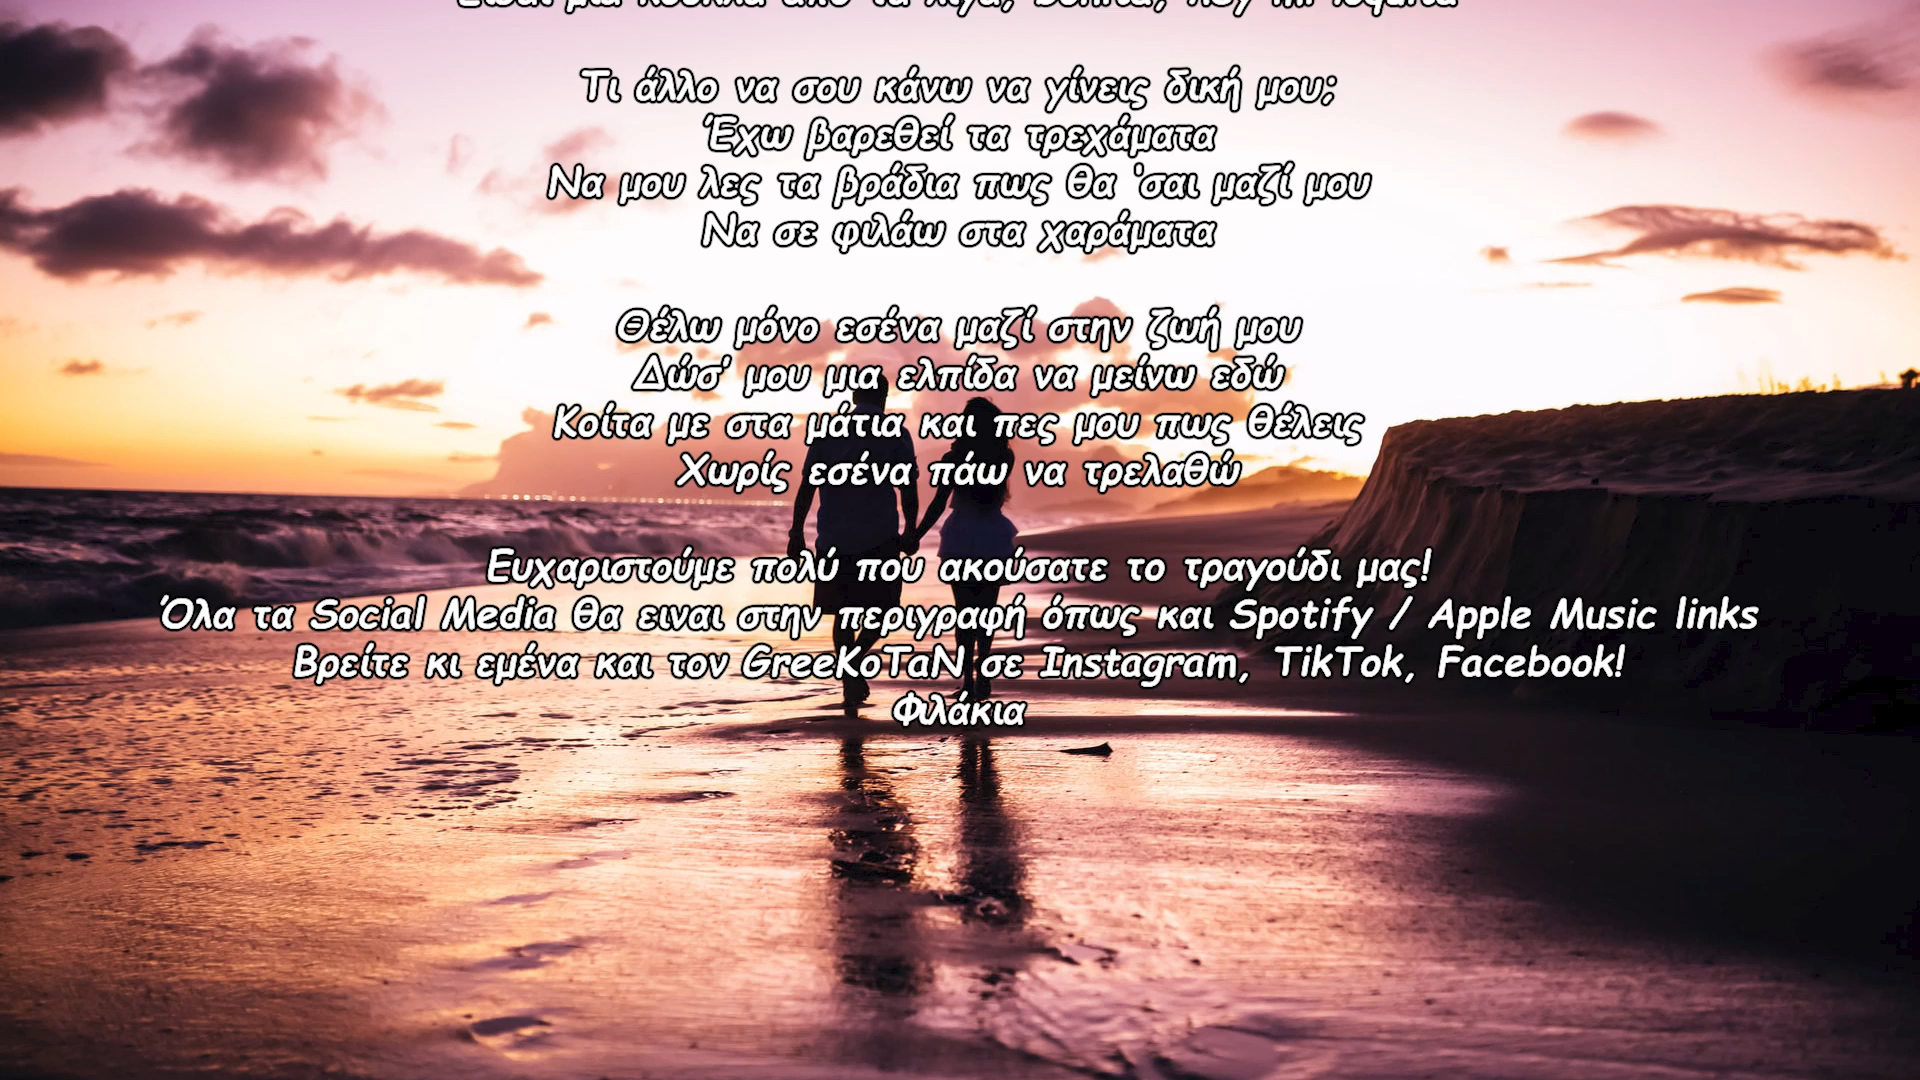 Τι άλλο να σου κάνω να γίνεις δική μου;
Έχω βαρεθεί τα τρεχάματα
Να μου λες τα βράδια πως θα 'σαι μαζί μου
Να σε φιλάω στα χαράματα
Θέλω μόνο εσένα μαζί στην ζωή μου
Δώσ' μου μια ελπίδα να μείνω εδώ
Κοίτα με στα μάτια και πες μου πως θέλεις
Χωρίς εσένα πάω να τρελαθώ
Ευχαριστούμε πολύ που ακούσατε το τραγούδι μας!
Όλα τα Social Media θα ειναι στην περιγραφή όπως και Spotify / Apple Music links
Βρείτε κι εμένα και τον GreeKoTaN σε Instagram, TikTok, Facebook!
Φιλάκια